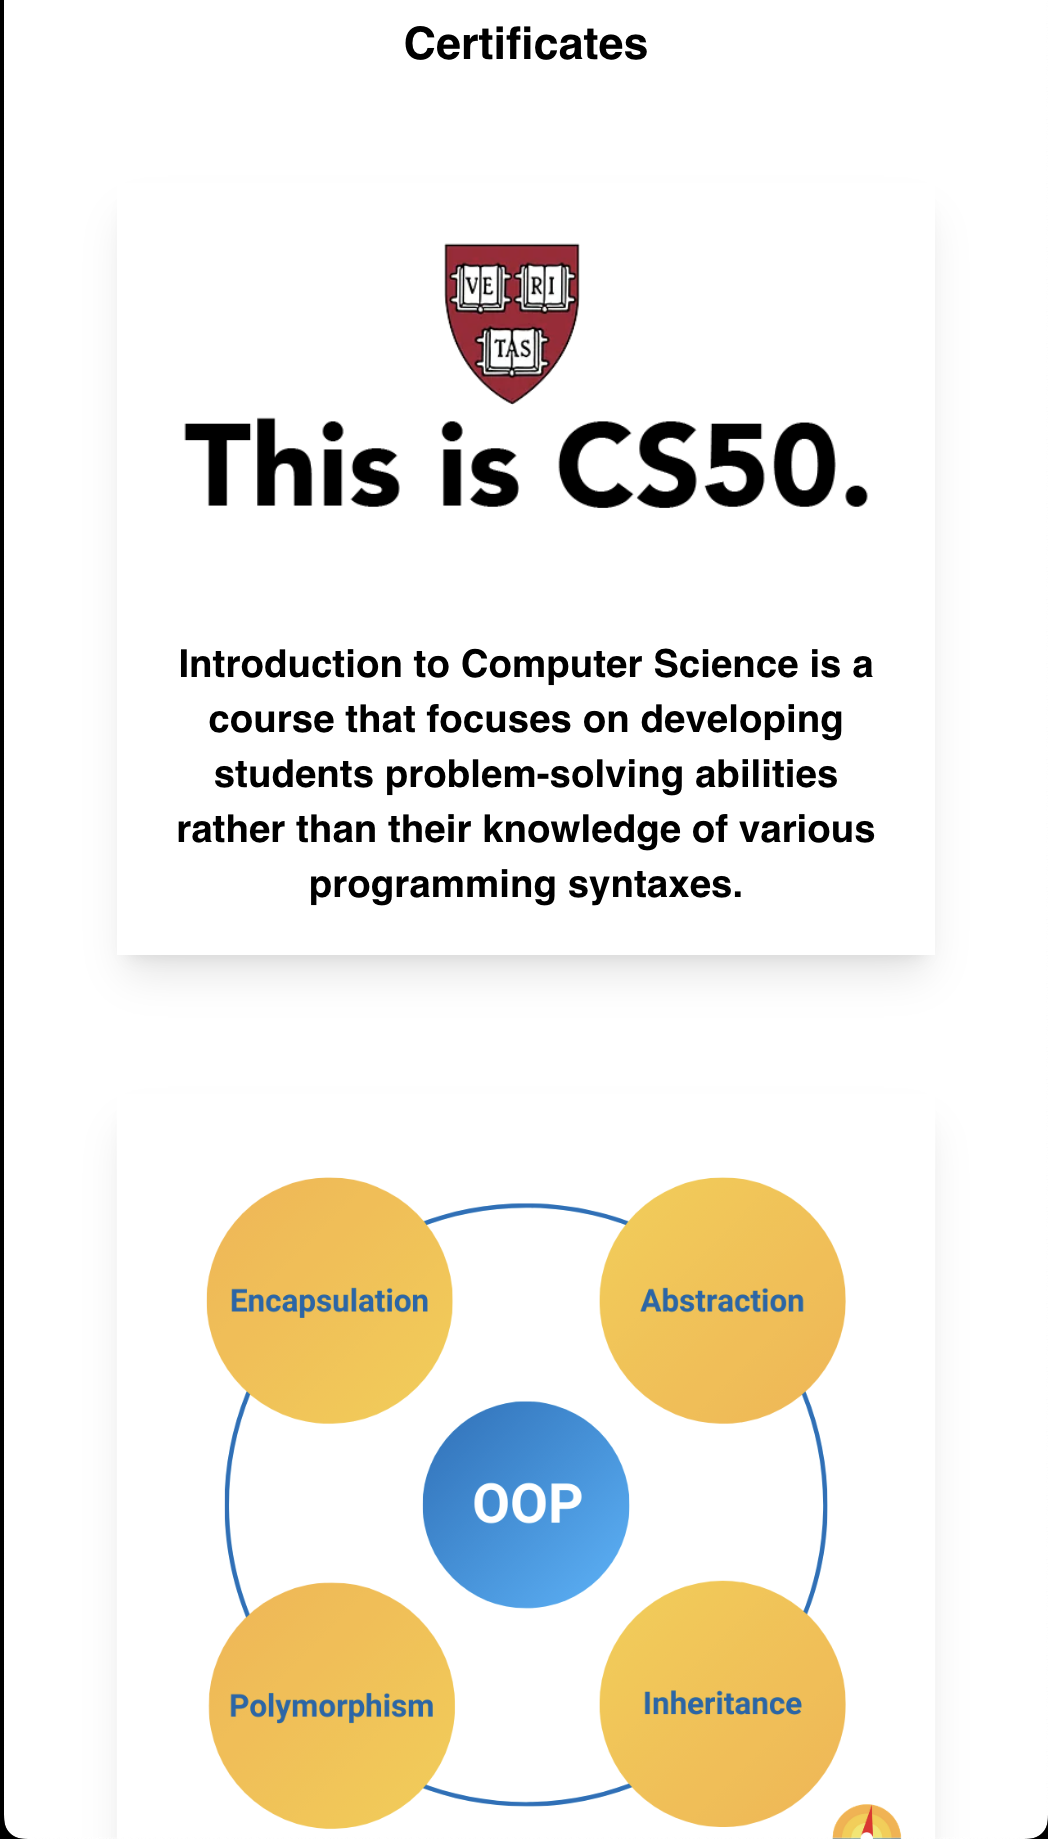 Certificates
VE RI
TAS
This is CS50.
Introduction to Computer Science is a
course that focuses on developing
students problem-solving abilities
rather than their knowledge of various
programming syntaxes.
Encapsulation
Abstraction
OOP
Polymorphism
Inheritance